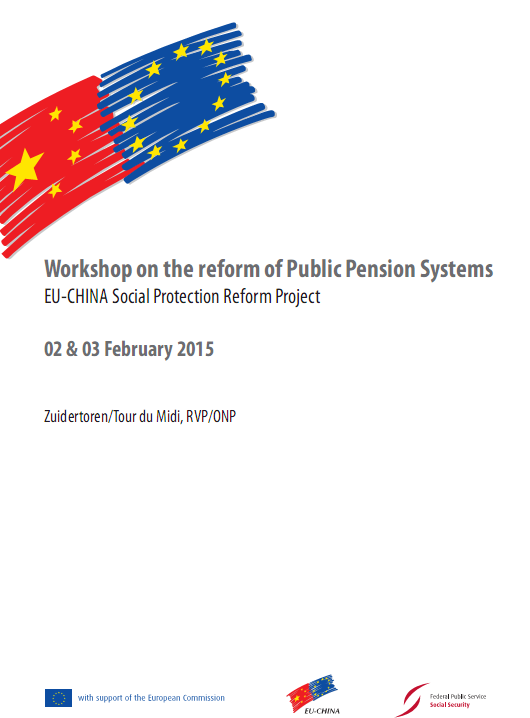 Workshop on the reform of Public Pension Systems
EU-CHINA Social Protection Reform Project
02 & 03 February 2015
Zuidertoren/Tour du Midi, RVP/ONP
with support of the European Commission
EU-CHINA
Federal Public Service
Social Security